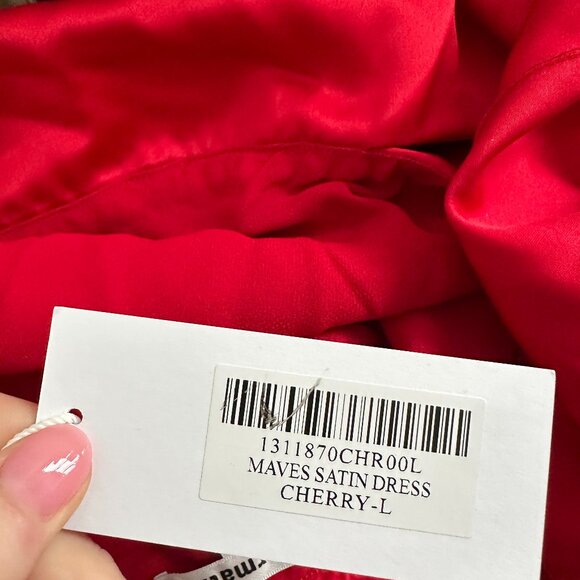 1311870CHR00L
MAVES SATIN DRESS
CHERRY-L